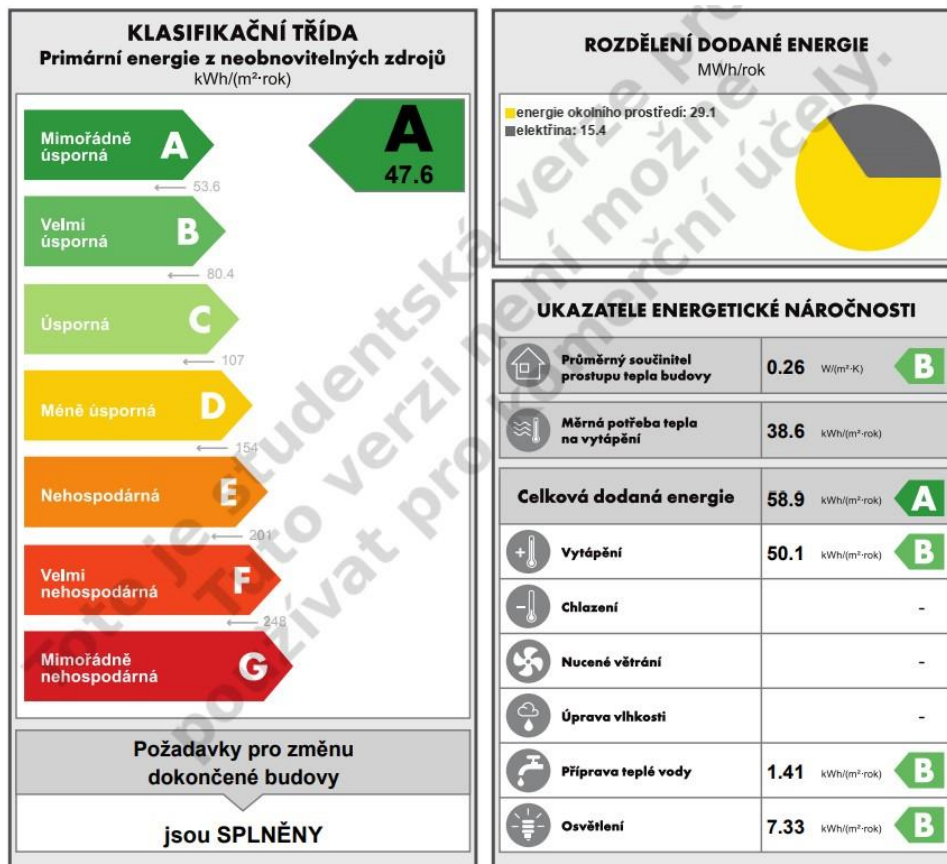 KLASIFIKAČNÍ TŘÍDA
Primární energie z neobnovitelných zdrojů
kWh/(m²·rok)
Mimořádně
úsporná
A
A
47.6
53.6
Velmi
úsporná
B
80.4
Úsporná
C
107
Méně úsporná
D
154
Nehospodárná
E
201
Velmi
nehospodárná
F
248
Mimořádně
nehospodárná
G
Požadavky pro změnu
dokončené budovy
jsou SPLNĚNY
ROZDĚLENÍ DODANÉ ENERGIE
MWh/rok
energie okolního prostředí: 29.1
elektřina: 15.4
UKAZATELE ENERGETICKÉ NÁROČNOSTI
Průměrný součinitel
prostupu tepla budovy
0.26 W/(m²·K) B
Měrná potřeba tepla
na vytápění
38.6 kWh/(m²·rok)
Celková dodaná energie 58.9 kWh/(m²·rok) A
Vytápění 50.1 kWh/(m²·rok) B
Chlazení -
Nucené větrání -
Úprava vlhkosti -
Příprava teplé vody 1.41 kWh/(m²·rok) B
Osvětlení 7.33 kWh/(m²·rok) B
Toto je studentská verze
Tuto verzi není možné
používat pro komerční účely.